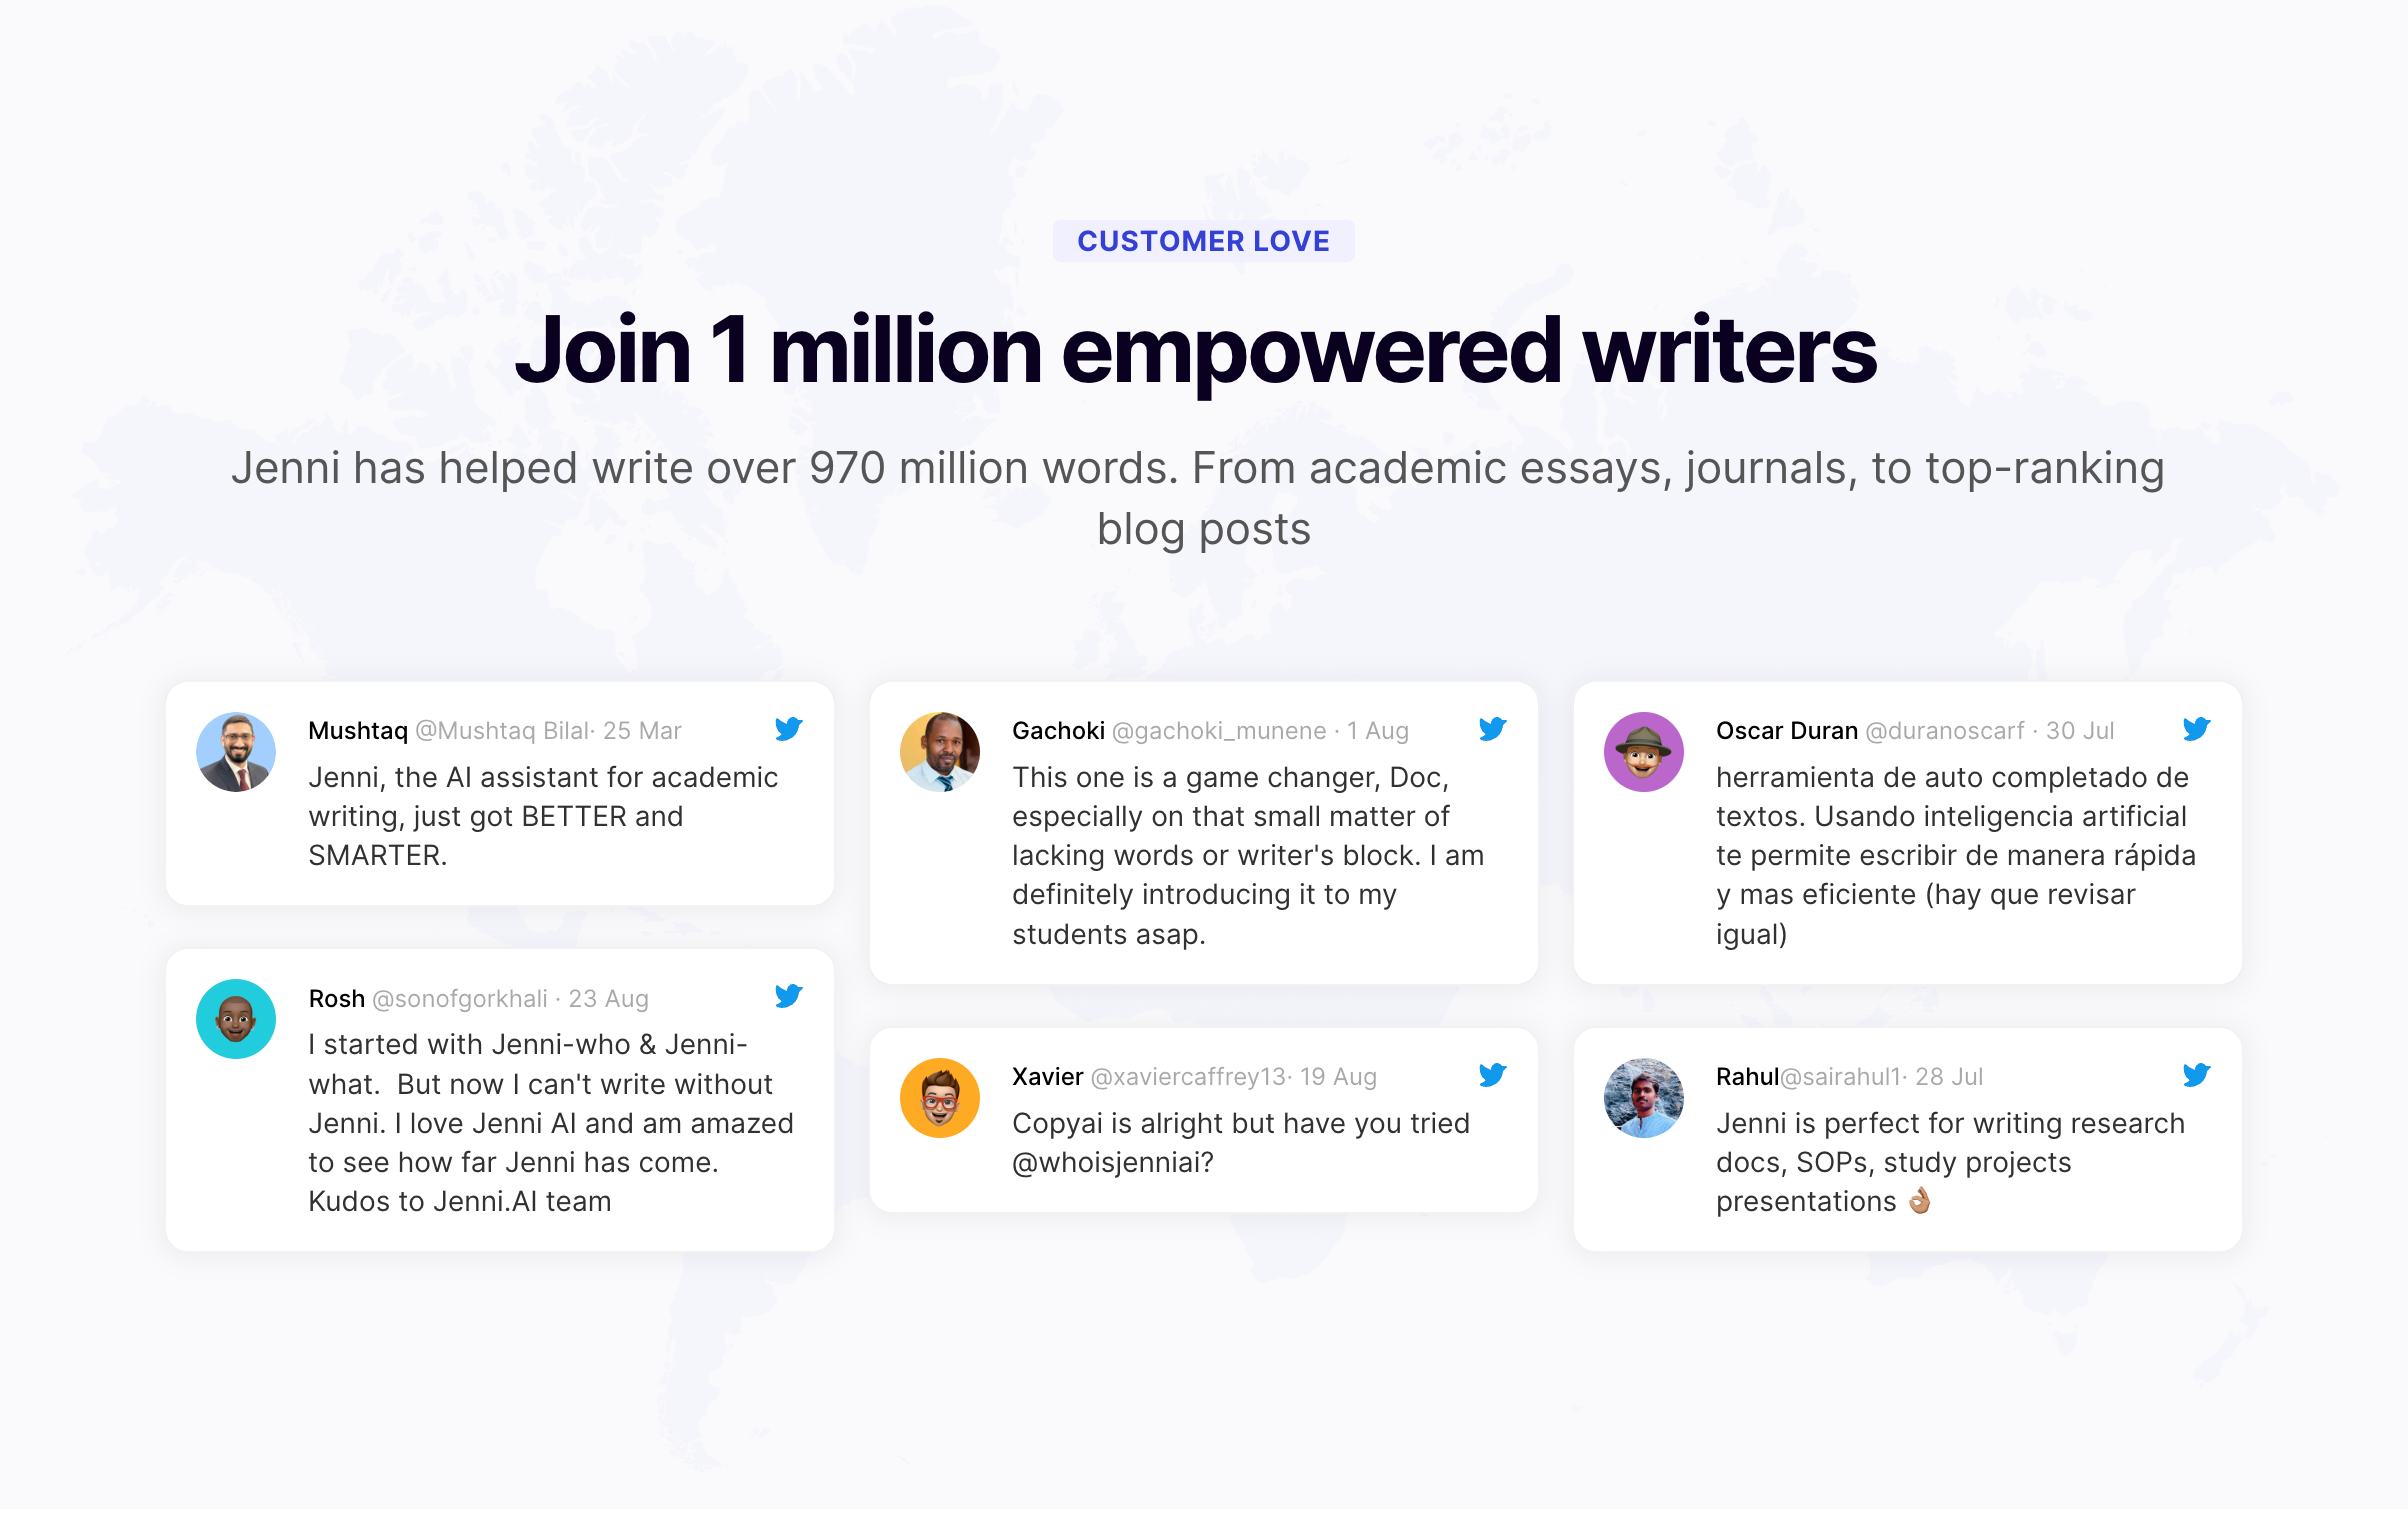 CUSTOMER LOVE
Join 1 million empowered writers
Jenni has helped write over 970 million words. From academic essays, journals, to top-ranking
blog posts
Mushtaq @Mushtaq Bilal· 25 Mar
Jenni, the AI assistant for academic
writing, just got BETTER and
SMARTER.
Rosh @sonofgorkhali · 23 Aug
I started with Jenni-who & Jenni-
what.  But now I can't write without
Jenni. I love Jenni AI and am amazed
to see how far Jenni has come.
Kudos to Jenni.AI team
Gachoki @gachoki_munene · 1 Aug
This one is a game changer, Doc,
especially on that small matter of
lacking words or writer's block. I am
definitely introducing it to my
students asap.
Xavier @xaviercaffrey13· 19 Aug
Copyai is alright but have you tried
@whoisjenniai?
Oscar Duran @duranoscarf · 30 Jul
herramienta de auto completado de
textos. Usando inteligencia artificial
te permite escribir de manera rápida
y mas eficiente (hay que revisar
igual)
Rahul@sairahul1· 28 Jul
Jenni is perfect for writing research
docs, SOPs, study projects
presentations 👌🏽